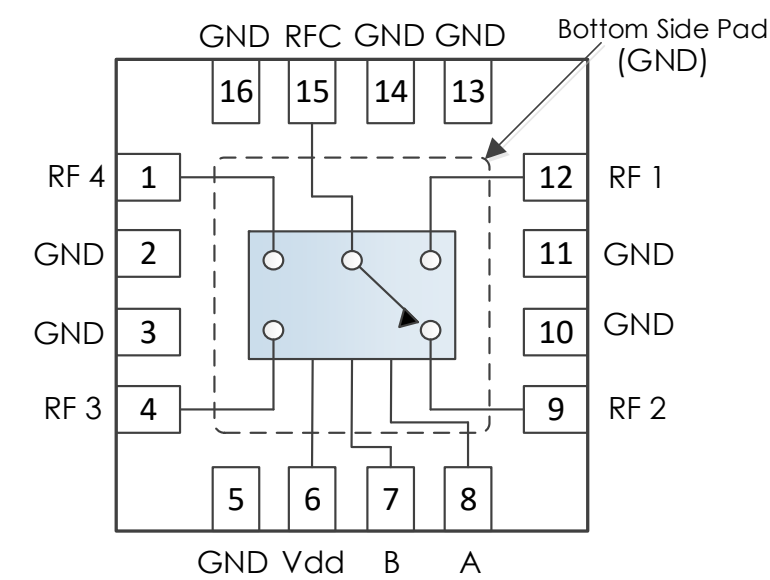 Bottom Side Pad
(GND)
GND RFC GND GND
16 15 14 13
RF 4 1 12 RF 1
GND 2 11 GND
GND 3 10 GND
RF 3 4 9 RF 2
5 6 7 8
GND Vdd B A